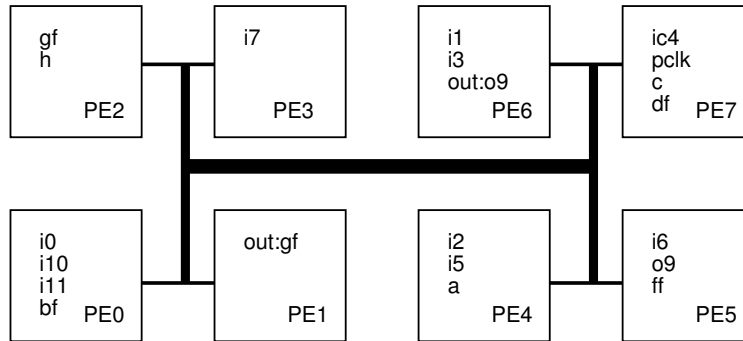 gf
h
PE2
i7
PE3
i1
i3
out:o9
PE6
ic4
pclk
c
df
PE7
i0
i10
i11
bf
PE0
out:gf
PE1
i2
i5
a
PE4
i6
o9
ff
PE5